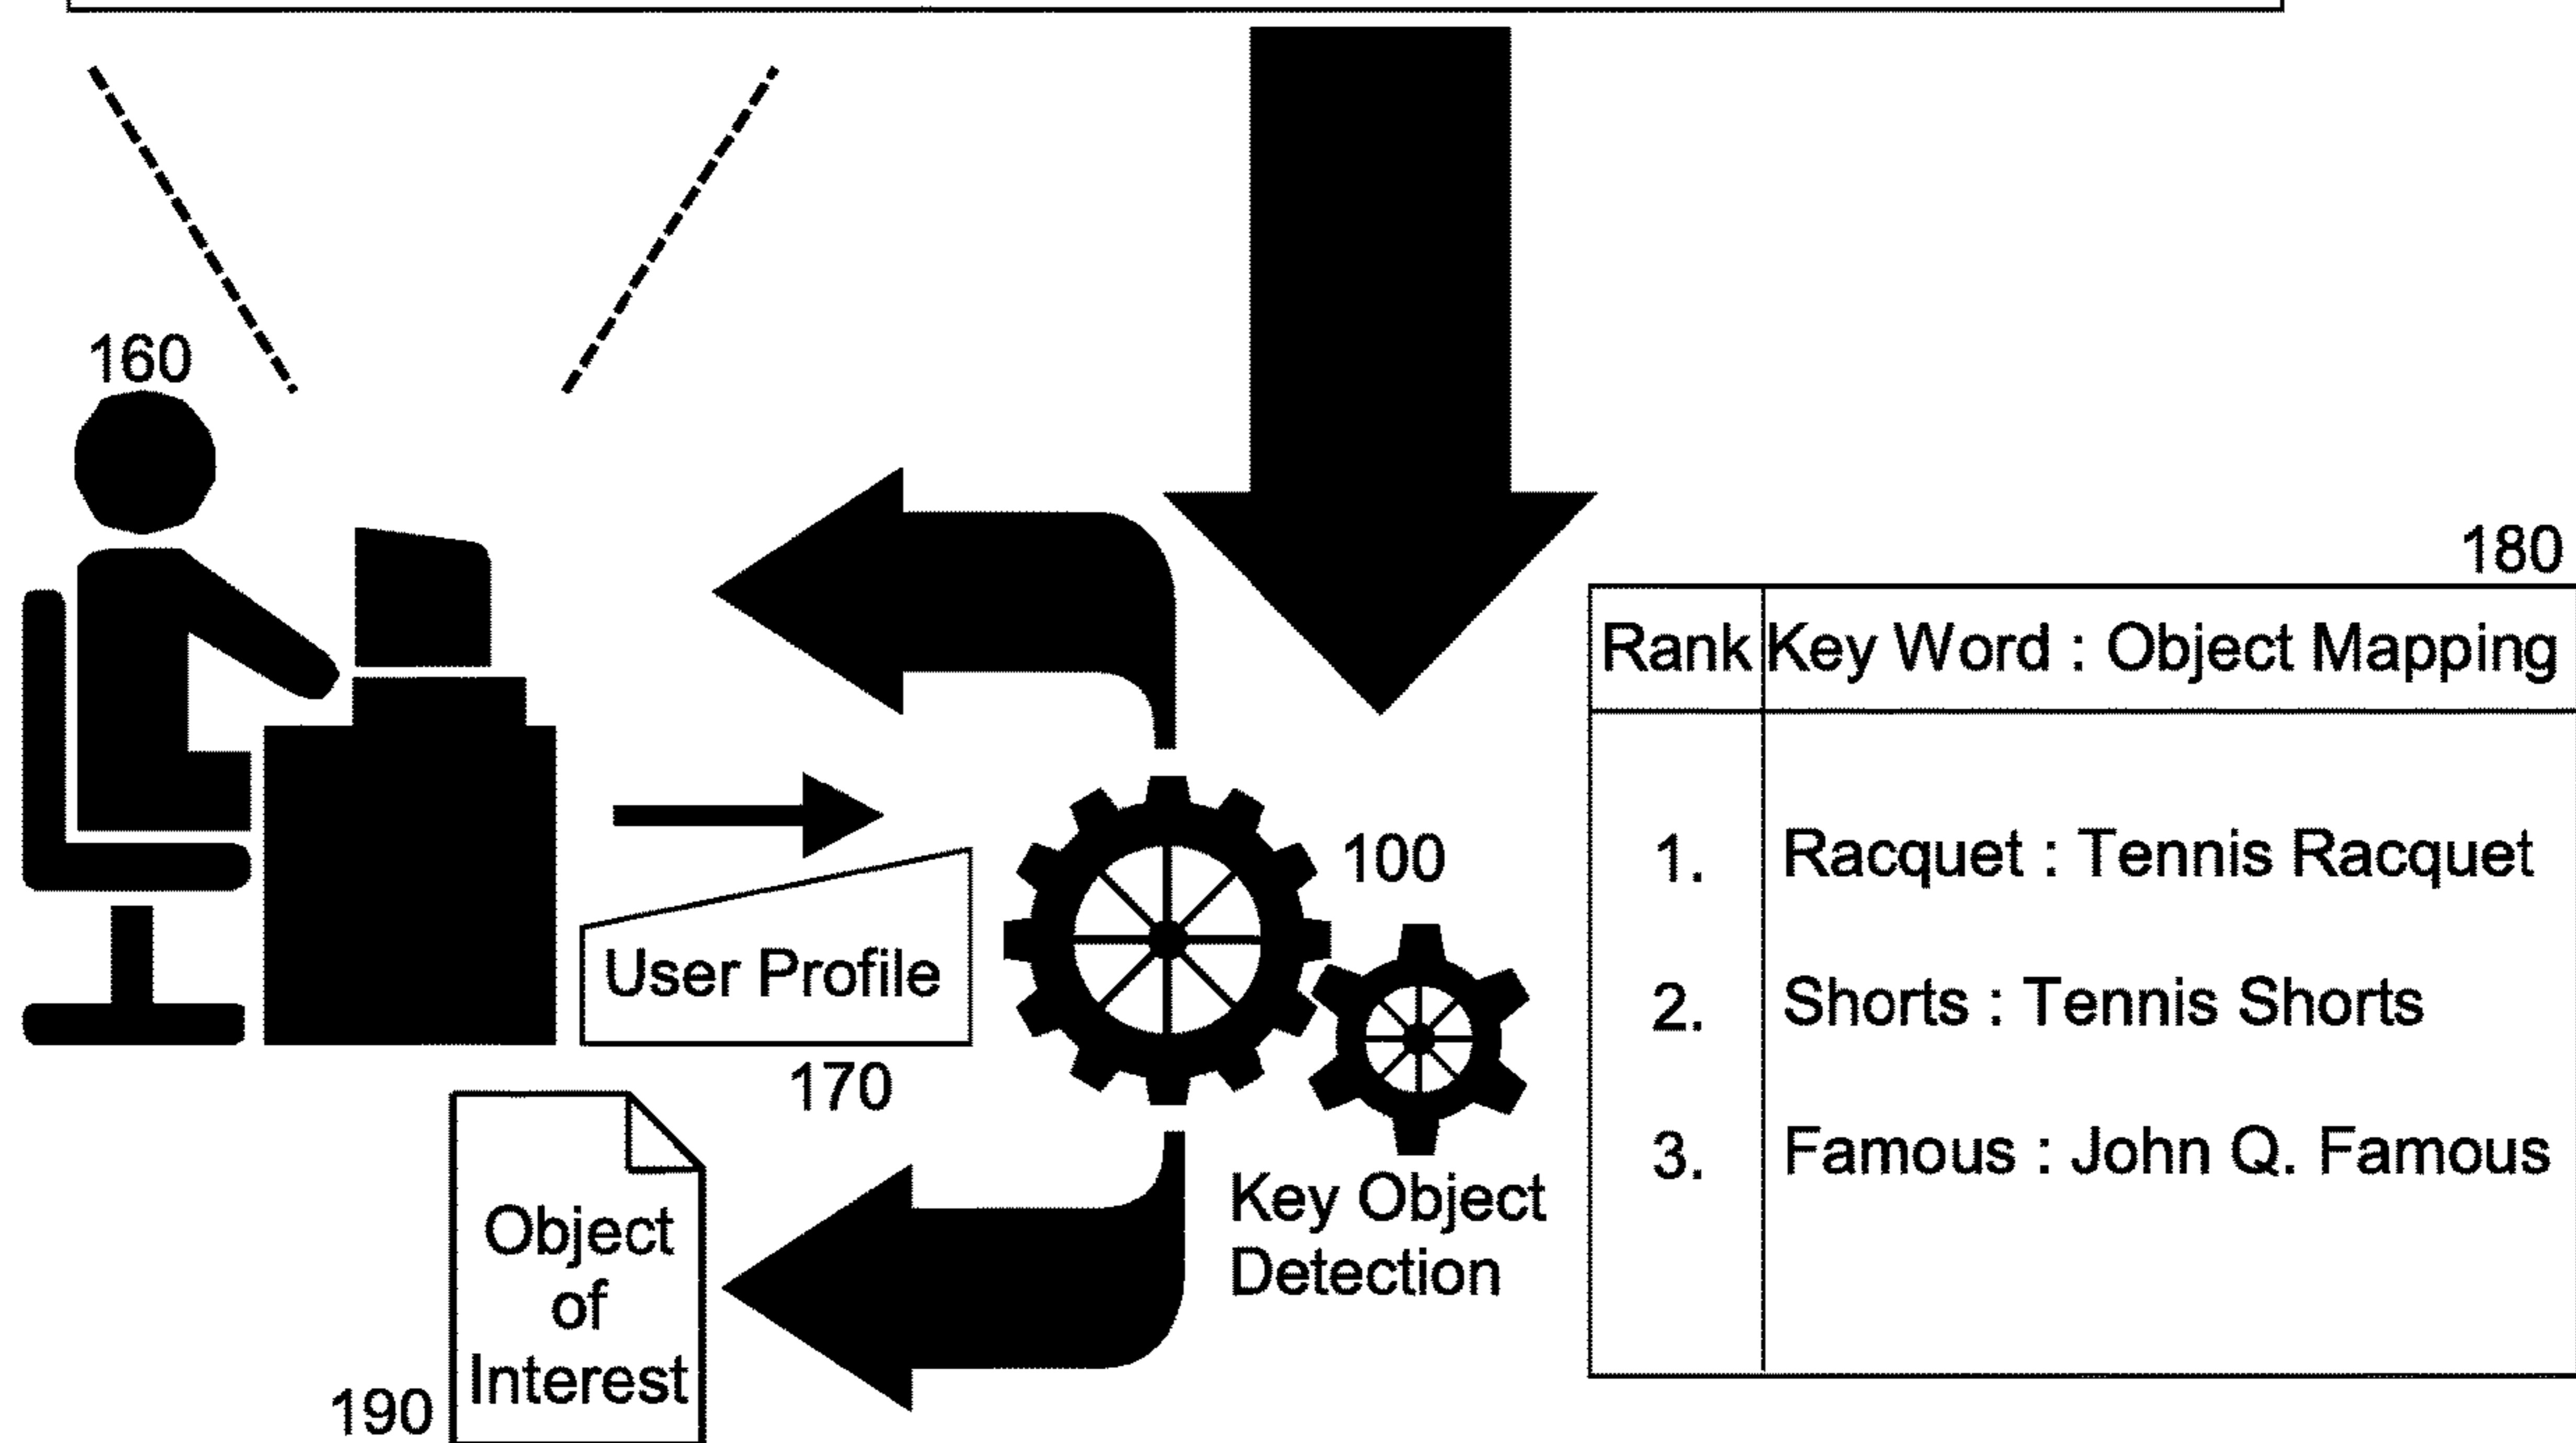 160
180
Rank Key Word : Object Mapping
1. Racquet : Tennis Racquet
2. Shorts : Tennis Shorts
3. Famous : John Q. Famous
100
User Profile
170
Key Object
Detection
Object
of
Interest
190